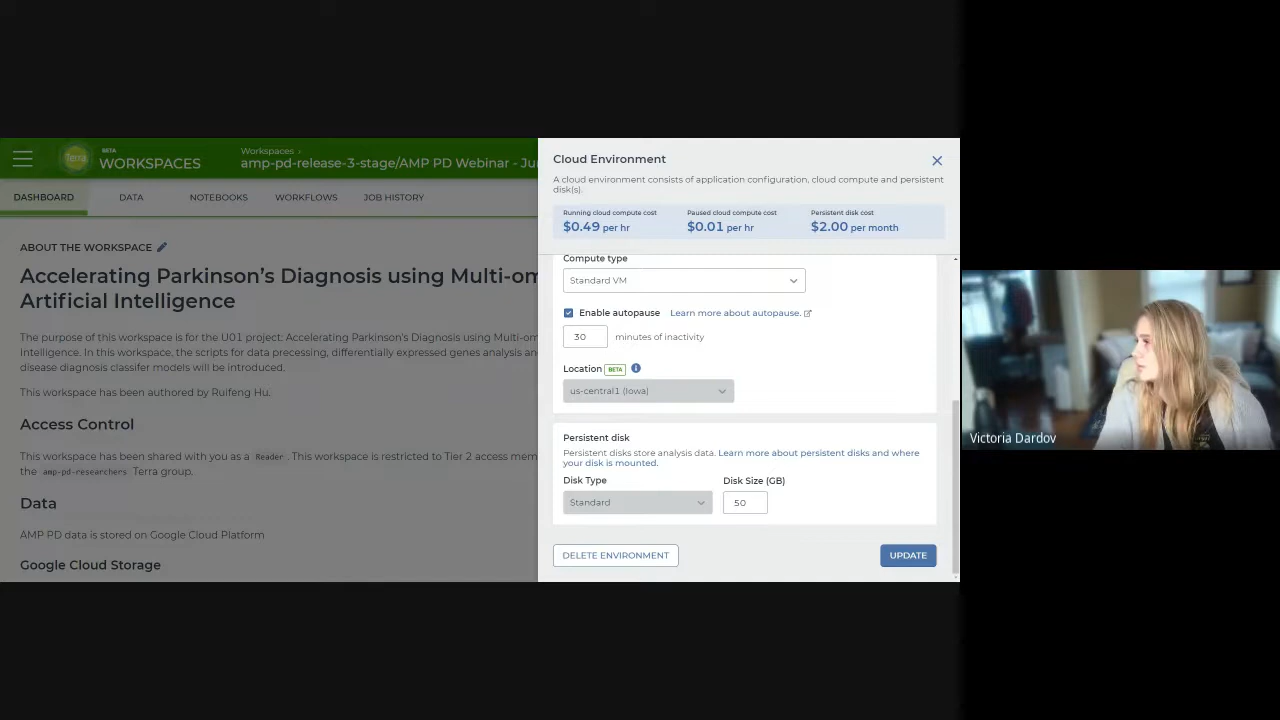 Terra
BETA
WORKSPACES
Workspaces ›
amp-pd-release-3-stage/AMP PD Webinar - Ju
DASHBOARD
DATA
NOTEBOOKS
WORKFLOWS
JOB HISTORY
ABOUT THE WORKSPACE
Accelerating Parkinson's Diagnosis using Multi-om
Artificial Intelligence
The purpose of this workspace is for the U01 project: Accelerating Parkinson's Diagnosis using Multi-om
Intelligence. In this workspace, the scripts for data precessing, differentially expressed genes analysis an
disease diagnosis classifer models will be introduced.
This workspace has been authored by Ruifeng Hu.
Access Control
This workspace has been shared with you as a Reader. This workspace is restricted to Tier 2 access mem
the amp-pd-researchers Terra group.
Data
AMP PD data is stored on Google Cloud Platform
Google Cloud Storage
Cloud Environment
A cloud environment consists of application configuration, cloud compute and persistent
disk(s).
Running cloud compute cost
$0.49 per hr
Paused cloud compute cost
$0.01 per hr
Persistent disk cost
$2.00 per month
Compute type
Standard VM
Enable autopause Learn more about autopause.
30 minutes of inactivity
Location BETA
us-central1 (Iowa)
Persistent disk
Persistent disks store analysis data. Learn more about persistent disks and where
your disk is mounted.
Disk Type
Standard
Disk Size (GB)
50
DELETE ENVIRONMENT
UPDATE
Victoria Dardov